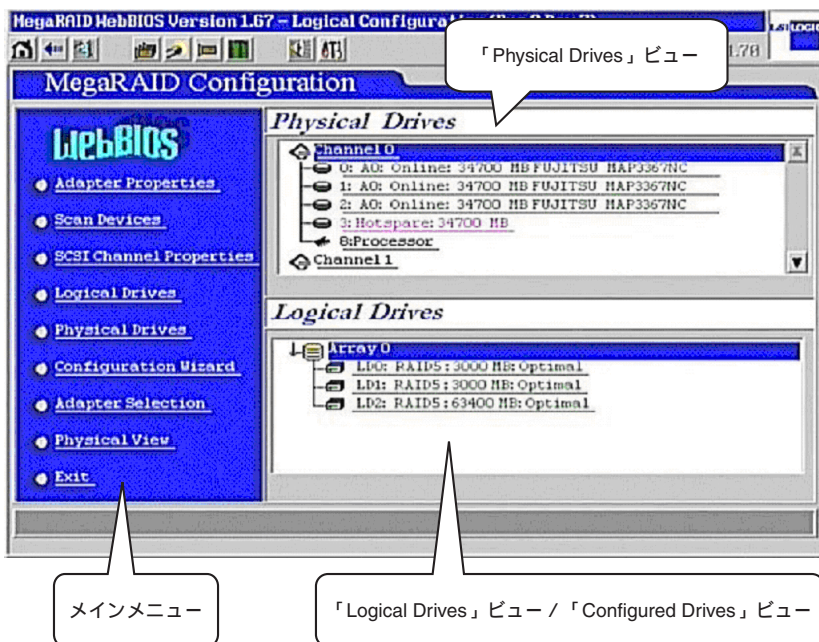 MegaRAID WebBIOS Version 1.67 - Logical
「Physical Drives」ビュー
1.70
MegaRAID Configuration
WebBIOS
Adapter Properties
Scan Devices
SCSI Channel Properties
Logical Drives
Physical Drives
Configuration Wizard
Adapter Selection
Physical View
Exit
Physical Drives
Channel 0
0: A0: Online: 34700 MB FUJITSU MAP3367NC
1: A0: Online: 34700 MB FUJITSU MAP3367NC
2: A0: Online: 34700 MB FUJITSU MAP3367NC
3: Hotspare: 34700 MB
8:Processor
Channel 1
Logical Drives
Array 0
LD0: RAID5 : 3000 MB: Optimal
LD1: RAID5 : 3000 MB: Optimal
LD2: RAID5 : 63400 MB: Optimal
メインメニュー
「Logical Drives」ビュー / 「Configured Drives」ビュー